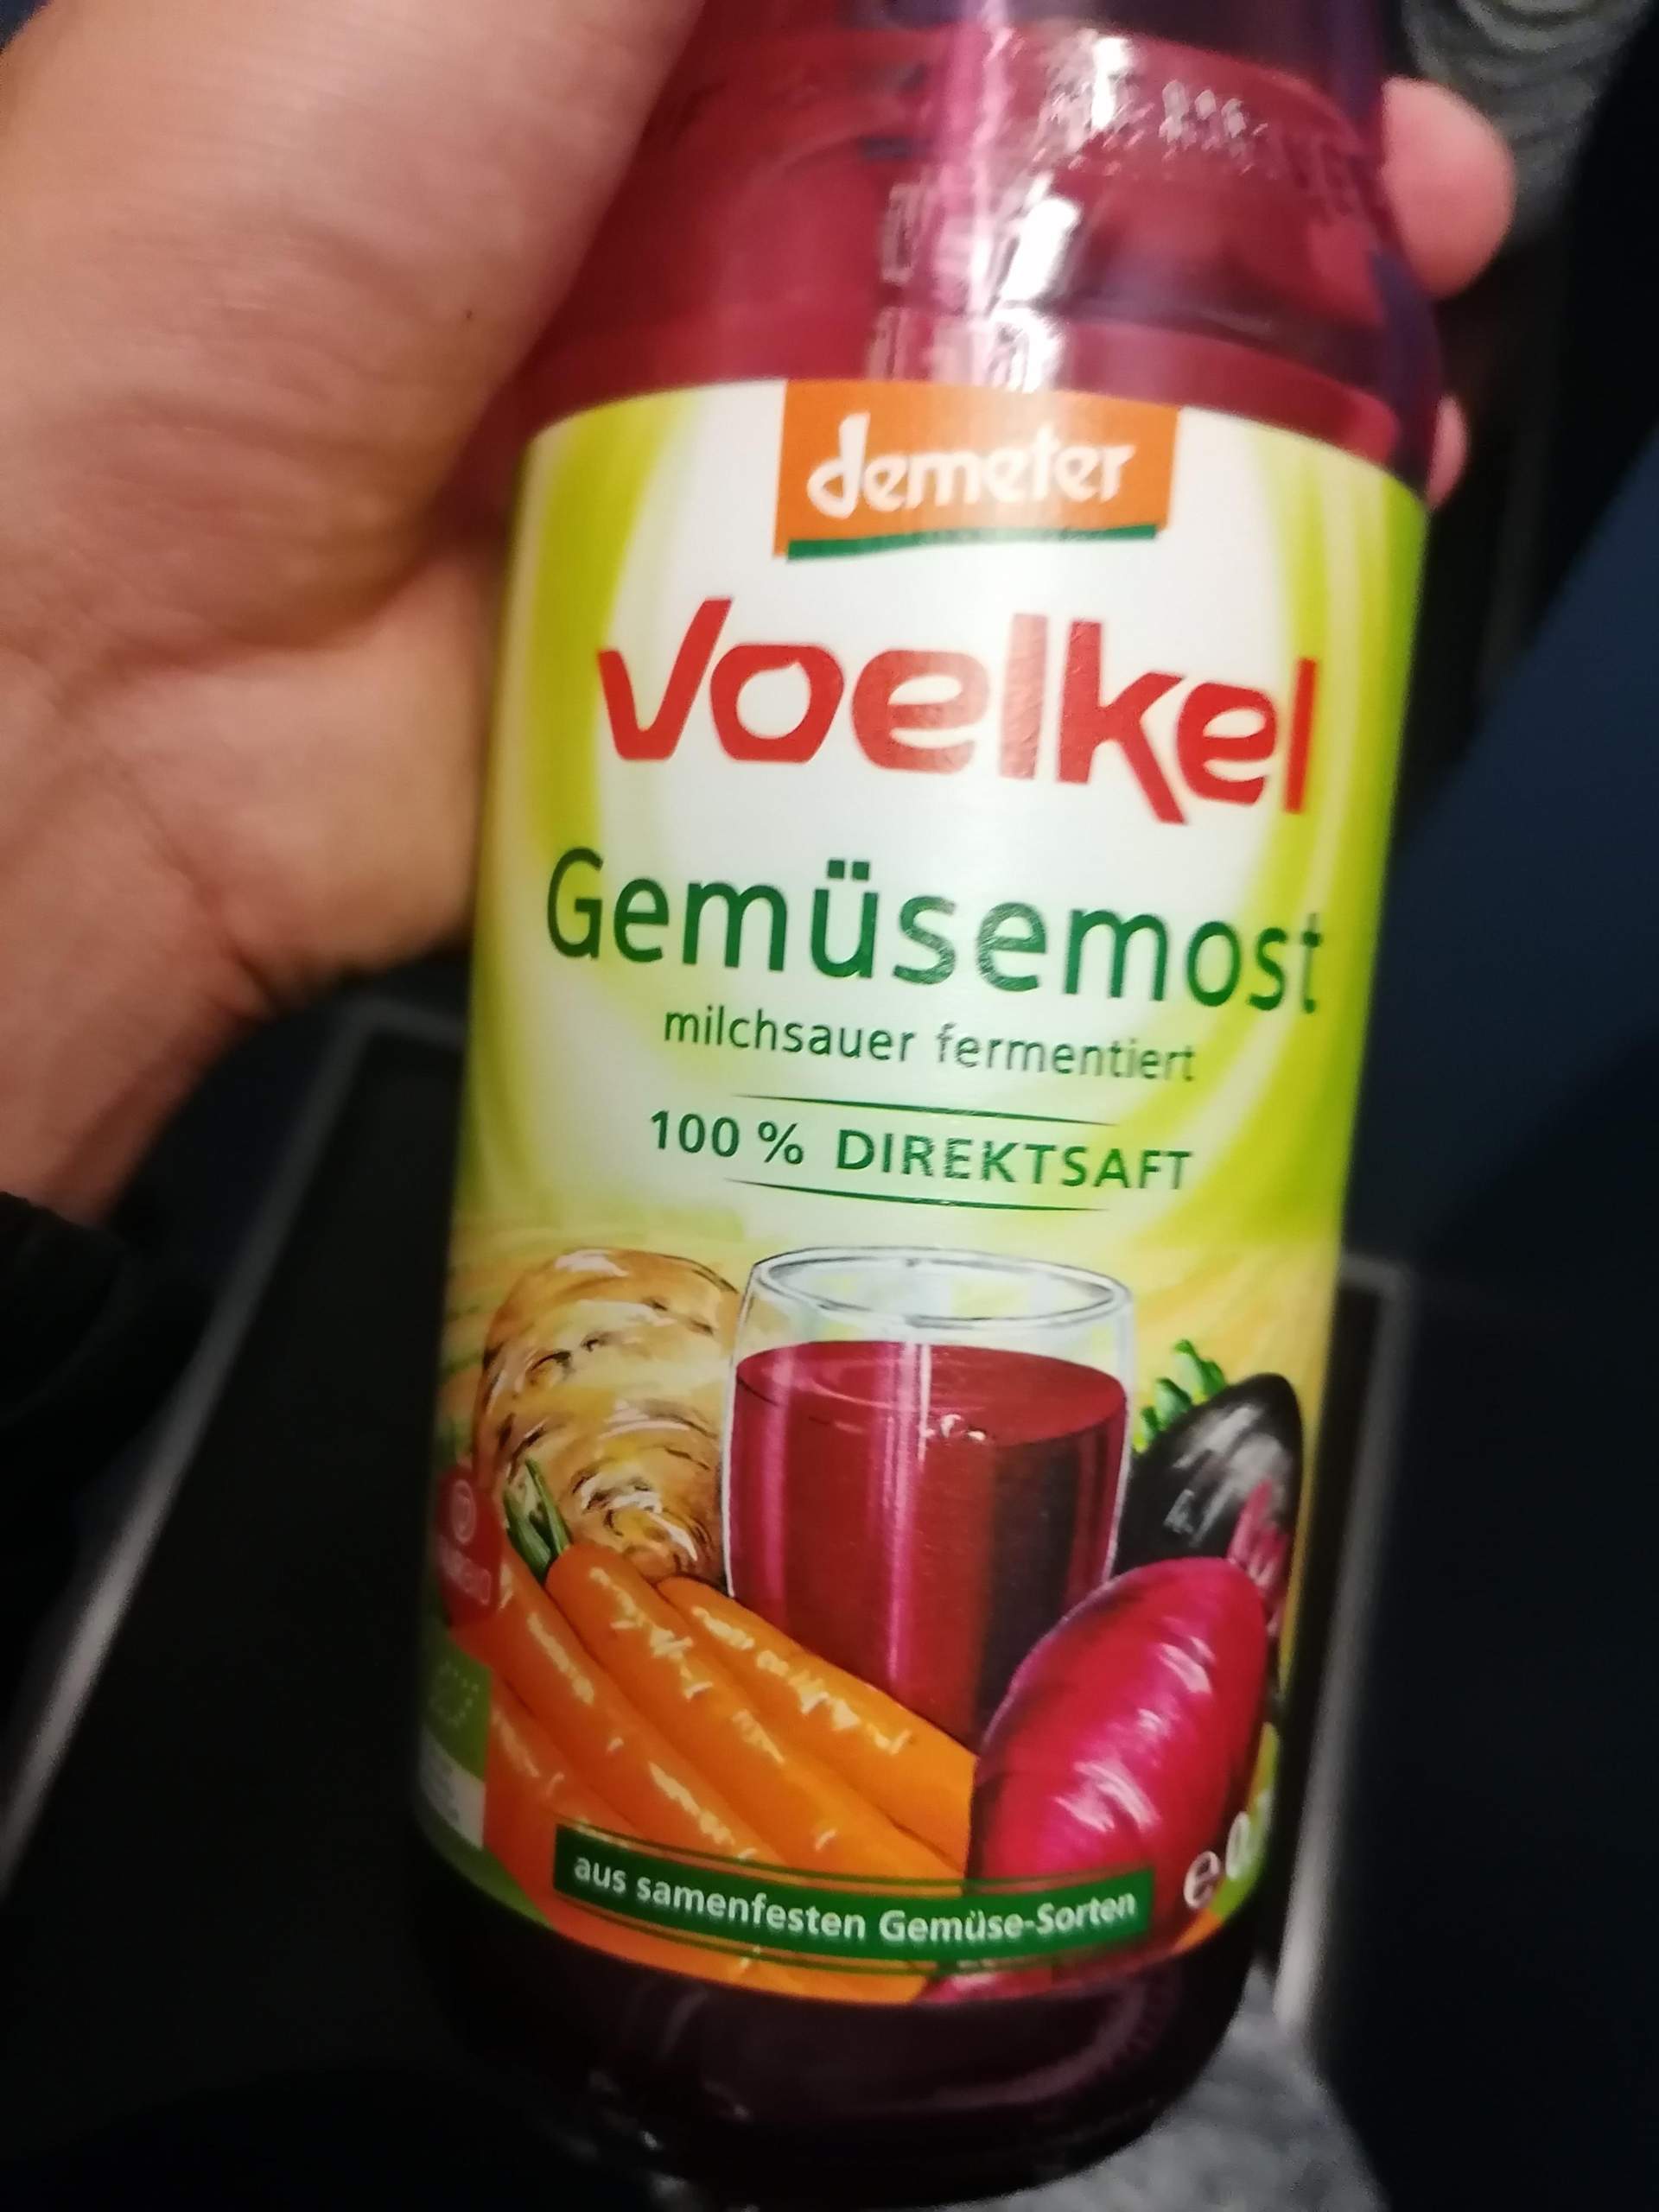 demeter
Voelkel
Gemüsemost
milchsauer fermentiert
100 % DIREKTSAFT
aus samenfesten Gemüse-Sorten